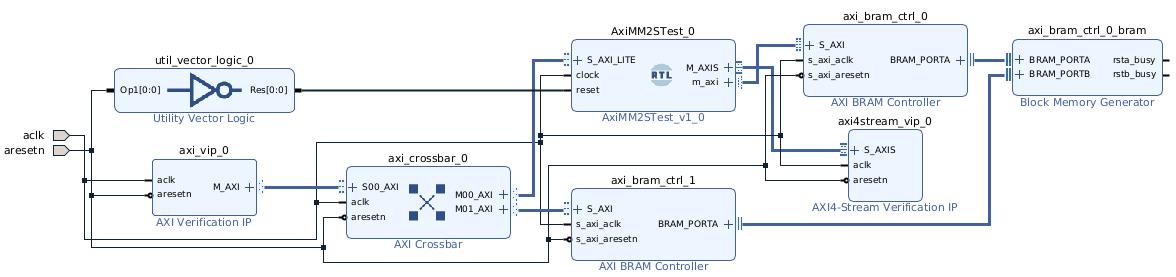 aclk
aresetn
util_vector_logic_0
Op1[0:0]
Res[0:0]
Utility Vector Logic
axi_vip_0
aclk
aresetn
M_AXI
AXI Verification IP
axi_crossbar_0
S00_AXI
aclk
aresetn
M00_AXI
M01_AXI
AXI Crossbar
AxiMM2STest_0
S_AXI_LITE
clock
reset
RTL
M_AXIS
m_axi
AxiMM2STest_v1_0
axi_bram_ctrl_1
S_AXI
s_axi_aclk
s_axi_aresetn
BRAM_PORTA
AXI BRAM Controller
axi_bram_ctrl_0
S_AXI
s_axi_aclk
s_axi_aresetn
BRAM_PORTA
AXI BRAM Controller
axi4stream_vip_0
S_AXIS
aclk
aresetn
AXI4-Stream Verification IP
axi_bram_ctrl_0_bram
BRAM_PORTA
BRAM_PORTB
rsta_busy
rstb_busy
Block Memory Generator